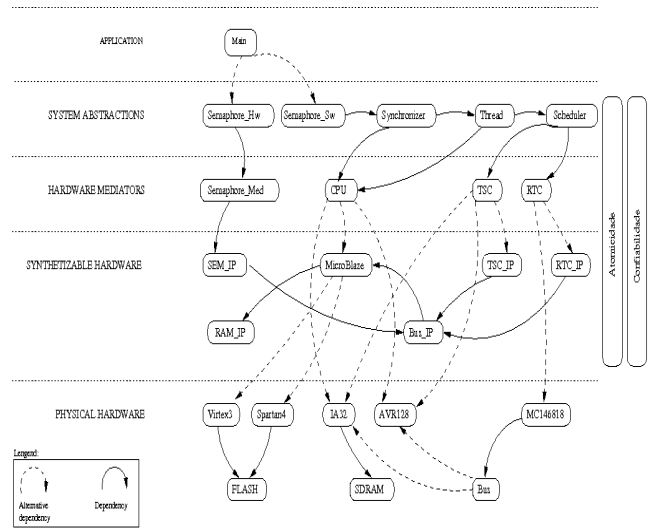 APPLICATION
Main
SYSTEM ABSTRACTIONS
Semaphore_Hw
Semaphore_Sw
Synchronizer
Thread
Scheduler
HARDWARE MEDIATORS
Semaphore_Med
CPU
TSC
RTC
SYNTHETIZABLE HARDWARE
SEM_IP
MicroBlaze
TSC_IP
RTC_IP
RAM_IP
Bus_IP
PHYSICAL HARDWARE
Virtex3
Spartan4
IA32
AVR128
MC146818
FLASH
SDRAM
Bus
Atomicidade
Confiabilidade
Lengend:
Alternative
dependency
Dependency